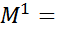 M¹ =